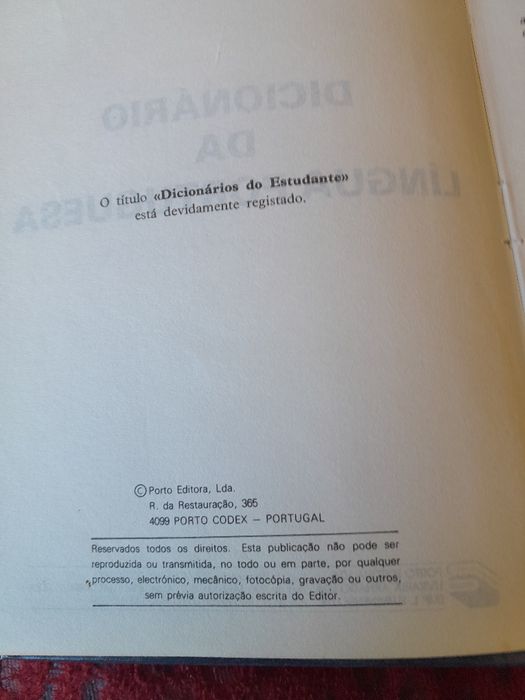 O título «Dicionários do Estudante»
está devidamente registado.
© Porto Editora, Lda.
R. da Restauração, 365
4099 PORTO CODEX – PORTUGAL
Reservados todos os direitos. Esta publicação não pode ser
reproduzida ou transmitida, no todo ou em parte, por qualquer
processo, electrónico, mecânico, fotocópia, gravação ou outros,
sem prévia autorização escrita do Editor.